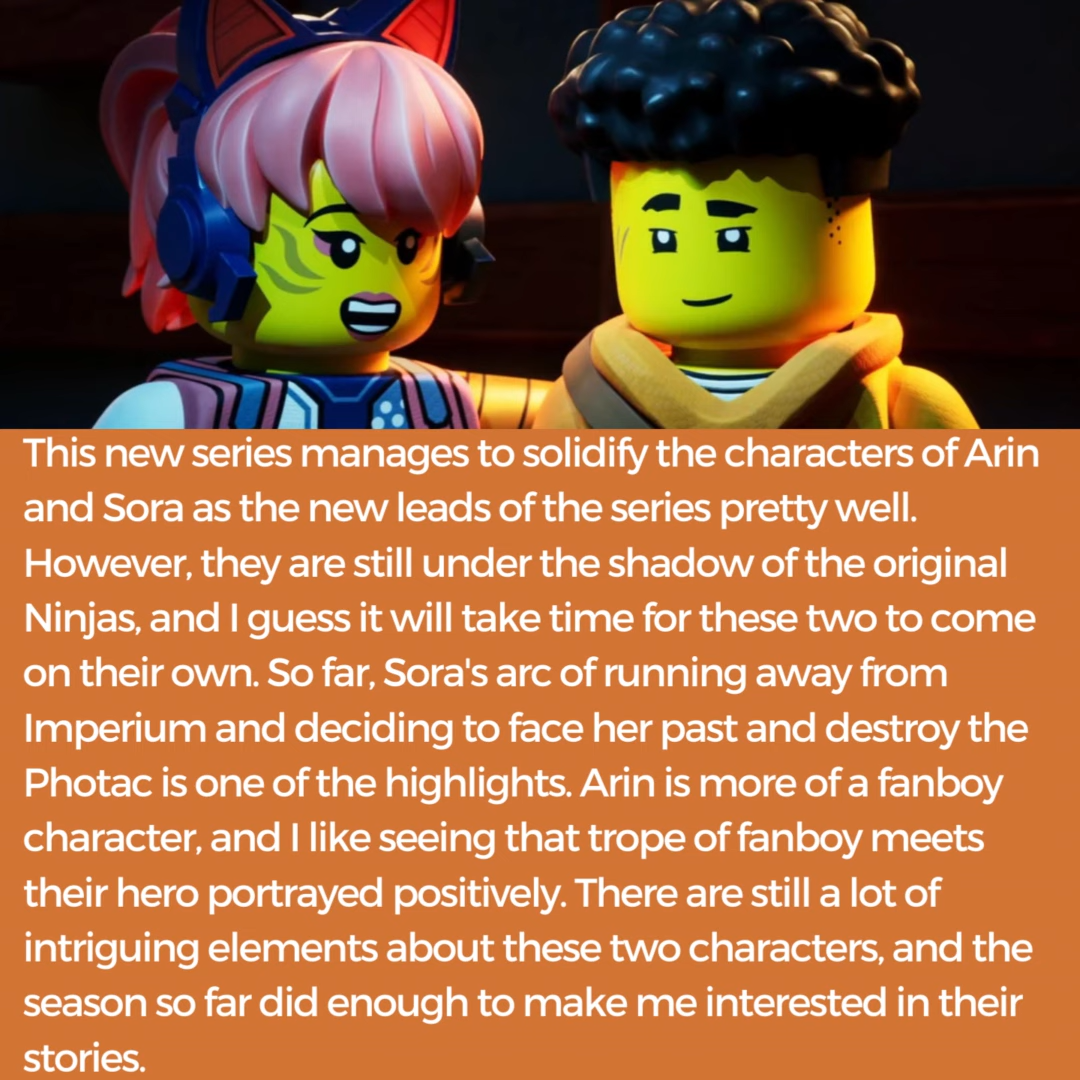 This new series manages to solidify the characters of Arin
and Sora as the new leads of the series pretty well.
However, they are still under the shadow of the original
Ninjas, and I guess it will take time for these two to come
on their own. So far, Sora's arc of running away from
Imperium and deciding to face her past and destroy the
Photac is one of the highlights. Arin is more of a fanboy
character, and I like seeing that trope of fanboy meets
their hero portrayed positively. There are still a lot of
intriguing elements about these two characters, and the
season so far did enough to make me interested in their
stories.